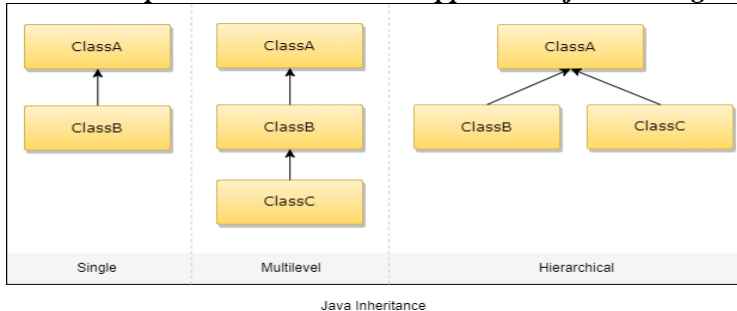 ClassA ClassA ClassA
ClassB ClassB ClassB ClassC
ClassC
Single Multilevel Hierarchical
Java Inheritance